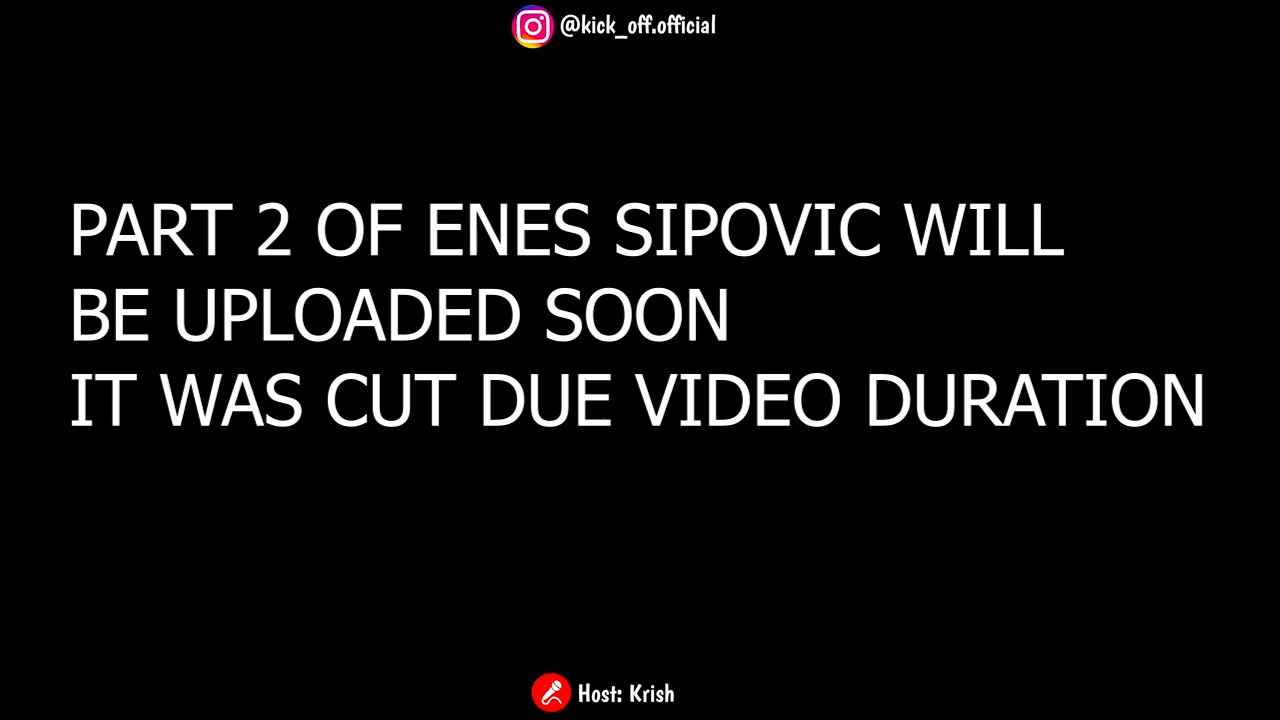 @kick_off.official
PART 2 OF ENES SIPOVIC WILL
BE UPLOADED SOON
IT WAS CUT DUE VIDEO DURATION
Host: Krish